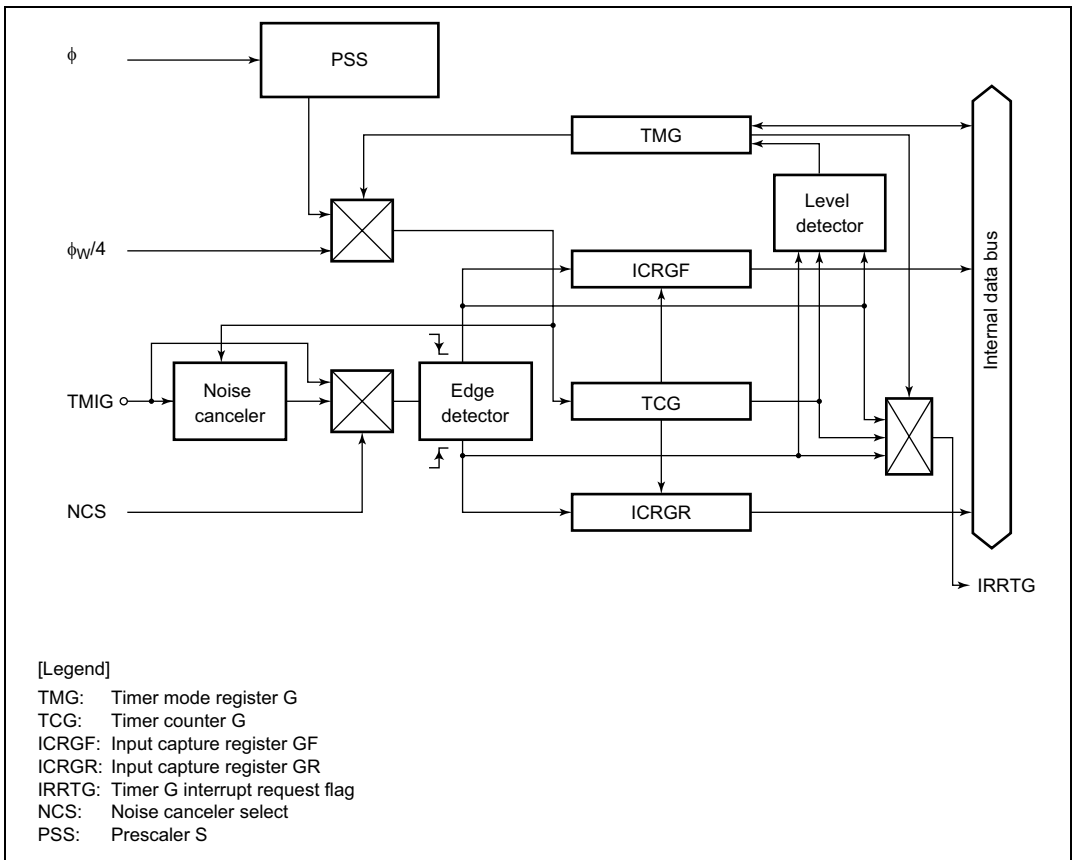 ϕ
PSS
TMG
Level
detector
ϕW/4
ICRGF
Internal data bus
TMIG
Noise
canceler
Edge
detector
TCG
NCS
ICRGR
IRRTG
[Legend]
TMG: Timer mode register G
TCG: Timer counter G
ICRGF: Input capture register GF
ICRGR: Input capture register GR
IRRTG: Timer G interrupt request flag
NCS: Noise canceler select
PSS: Prescaler S